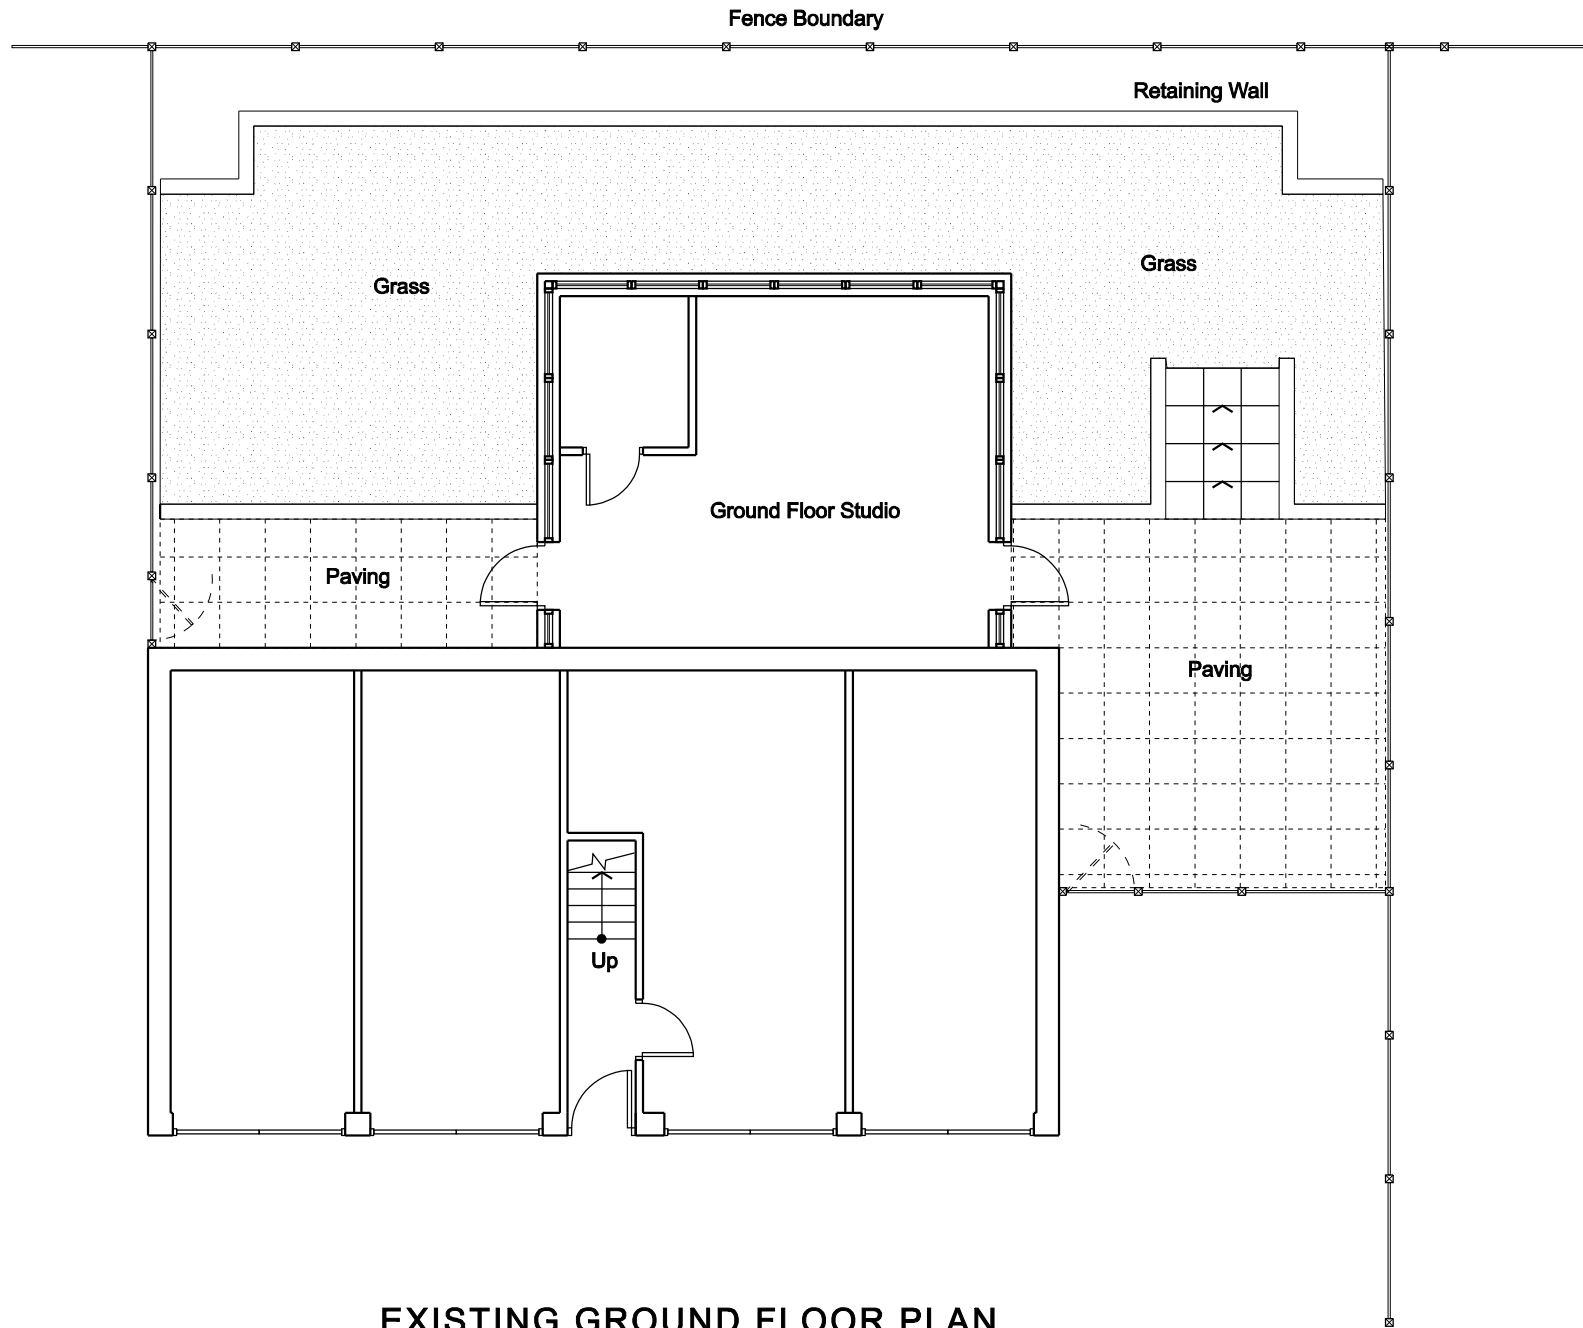 Fence Boundary
Retaining Wall
Grass
Grass
Ground Floor Studio
Paving
Paving
Up
EXISTING GROUND FLOOR PLAN